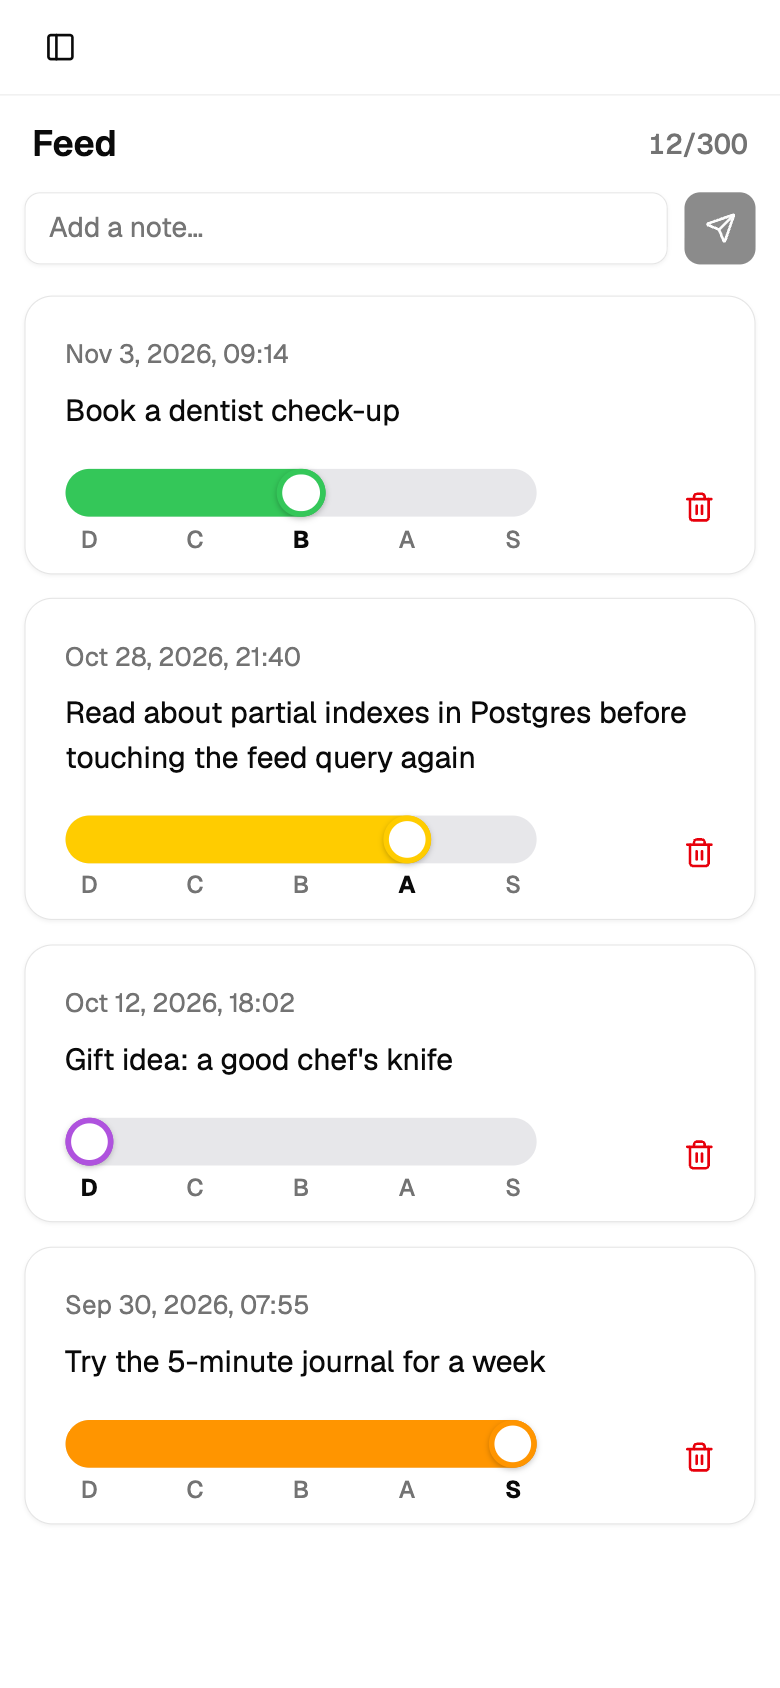 Feed
12/300
Add a note...
Nov 3, 2026, 09:14
Book a dentist check-up
D C B A S
Oct 28, 2026, 21:40
Read about partial indexes in Postgres before
touching the feed query again
D C B A S
Oct 12, 2026, 18:02
Gift idea: a good chef's knife
D C B A S
Sep 30, 2026, 07:55
Try the 5-minute journal for a week
D C B A S